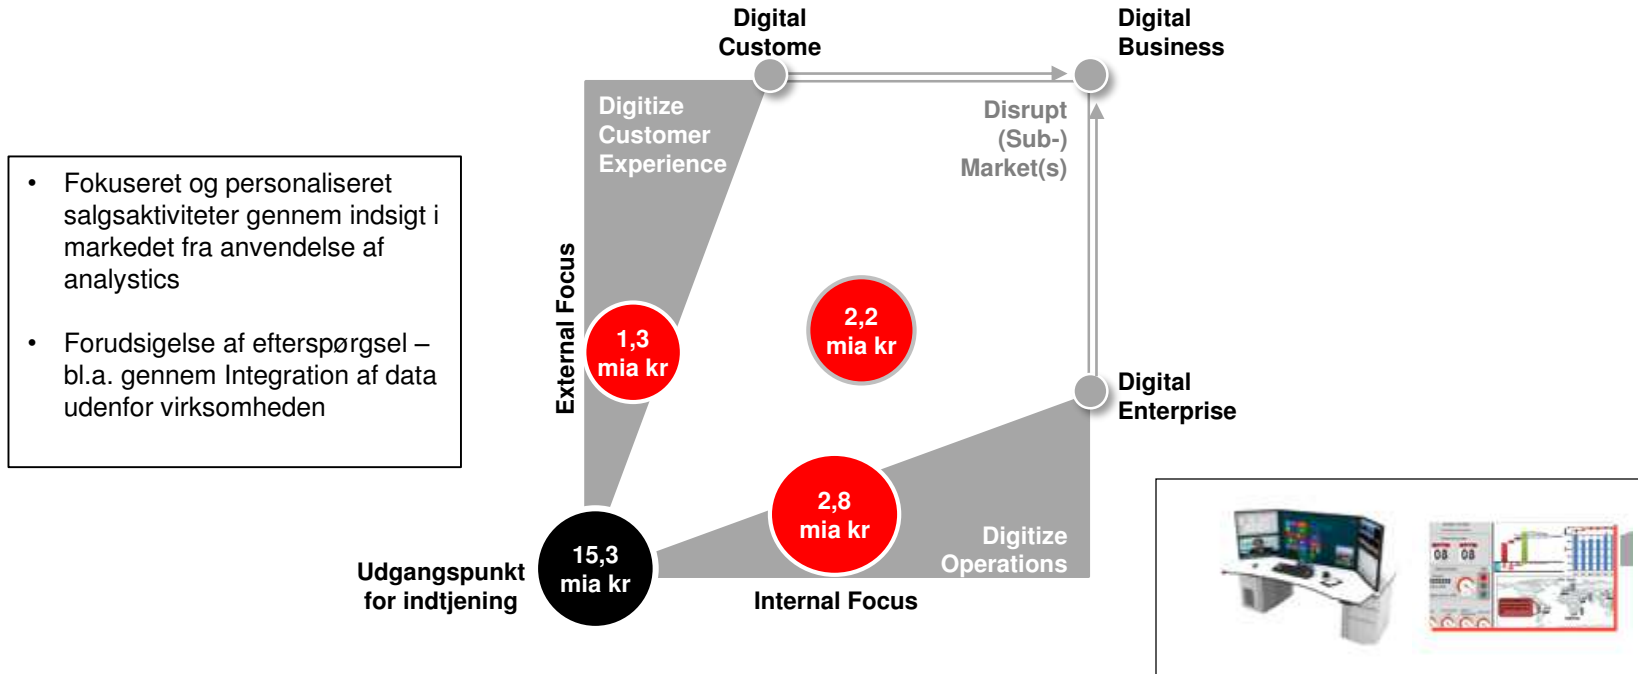 Digital
Custome
Digital
Business
Digitize
Customer
Experience
Disrupt
(Sub-)
Market(s)
• Fokuseret og personaliseret
salgsaktiviteter gennem indsigt i
markedet fra anvendelse af
analystics
• Forudsigelse af efterspørgsel –
bl.a. gennem Integration af data
udenfor virksomheden
External Focus
1,3
mia kr
2,2
mia kr
Digital
Enterprise
2,8
mia kr
Digitize
Operations
15,3
mia kr
Udgangspunkt
for indtjening
Internal Focus
08 08